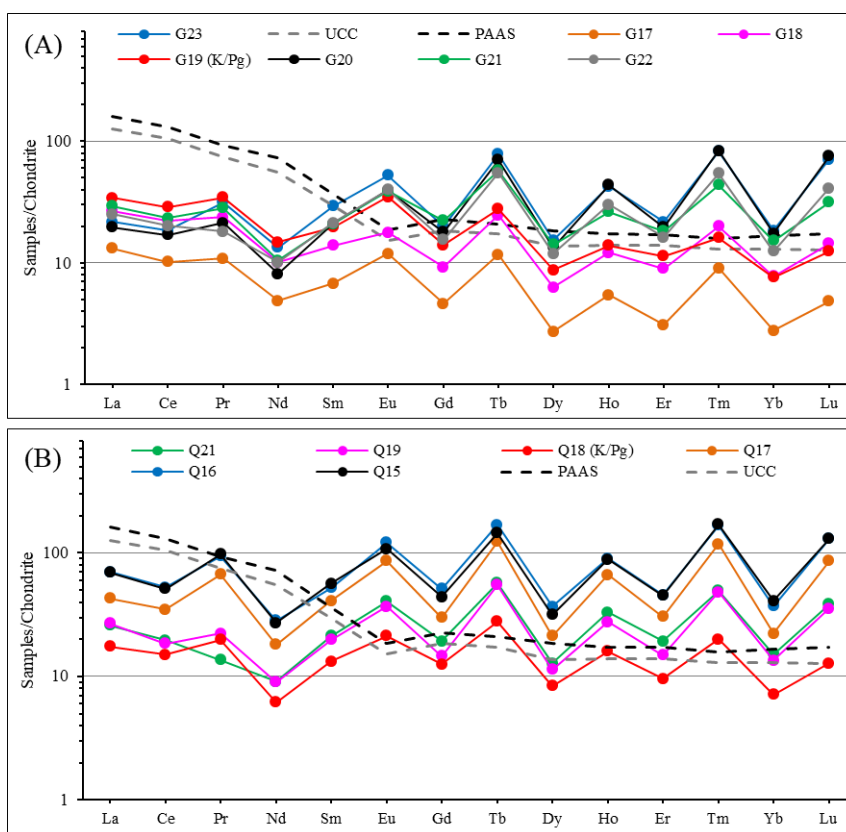 (A)
G23 UCC PAAS G17 G18
G19 (K/Pg) G20 G21 G22
Samples/Chondrite
100
10
1
La Ce Pr Nd Sm Eu Gd Tb Dy Ho Er Tm Yb Lu
(B)
Q21 Q19 Q18 (K/Pg) Q17
Q16 Q15 PAAS UCC
Samples/Chondrite
100
10
1
La Ce Pr Nd Sm Eu Gd Tb Dy Ho Er Tm Yb Lu